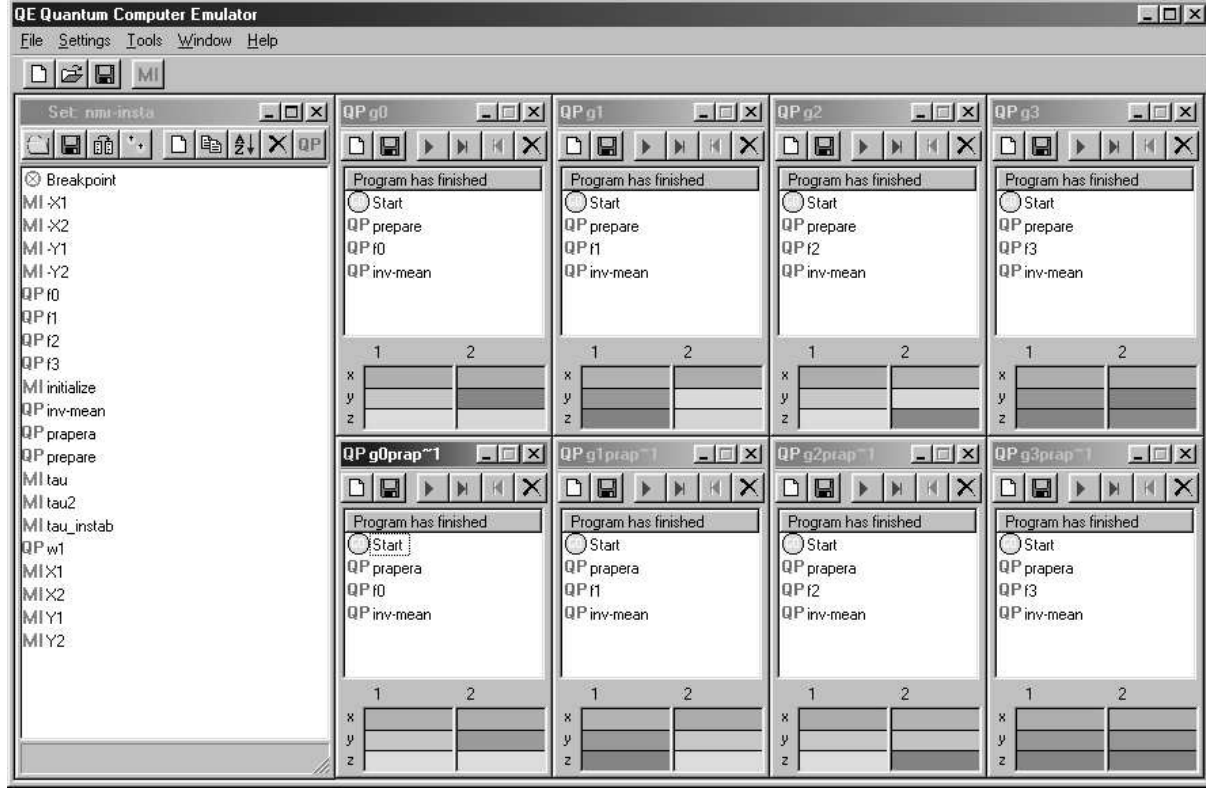 QE Quantum Computer Emulator
File Settings Tools Window Help
MI
Set: nmr-insta
QP
Breakpoint
MI -X1
MI -X2
MI -Y1
MI -Y2
QP f0
QP f1
QP f2
QP f3
MI initialize
QP inv-mean
QP prapera
QP prepare
MI tau
MI tau2
MI tau_instab
QP w1
MI X1
MI X2
MI Y1
MI Y2
QP g0
Program has finished
Start
QP prepare
QP f0
QP inv-mean
1 2
x
y
z
QP g1
Program has finished
Start
QP prepare
QP f1
QP inv-mean
1 2
x
y
z
QP g2
Program has finished
Start
QP prepare
QP f2
QP inv-mean
1 2
x
y
z
QP g3
Program has finished
Start
QP prepare
QP f3
QP inv-mean
1 2
x
y
z
QP g0prap~1
Program has finished
Start
QP prapera
QP f0
QP inv-mean
1 2
x
y
z
QP g1prap~1
Program has finished
Start
QP prapera
QP f1
QP inv-mean
1 2
x
y
z
QP g2prap~1
Program has finished
Start
QP prapera
QP f2
QP inv-mean
1 2
x
y
z
QP g3prap~1
Program has finished
Start
QP prapera
QP f3
QP inv-mean
1 2
x
y
z